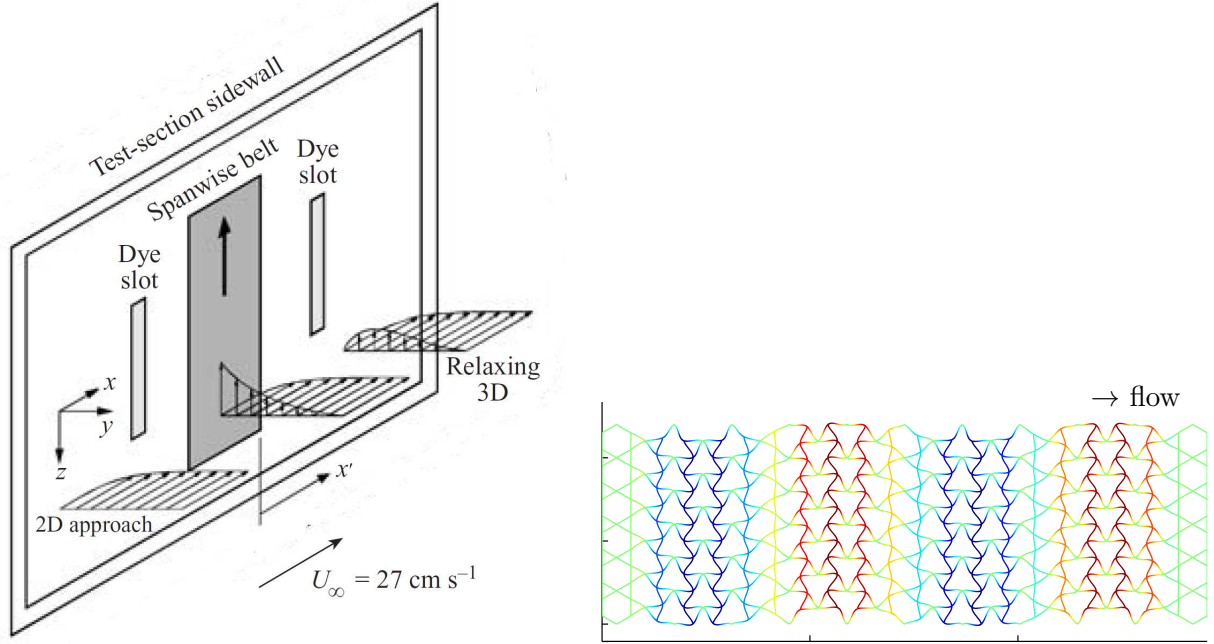 Test-section sidewall
Spanwise belt
Dye
slot
Dye
slot
x
y
z
2D approach
Relaxing
3D
x′
U∞ = 27 cm s⁻¹
→ flow